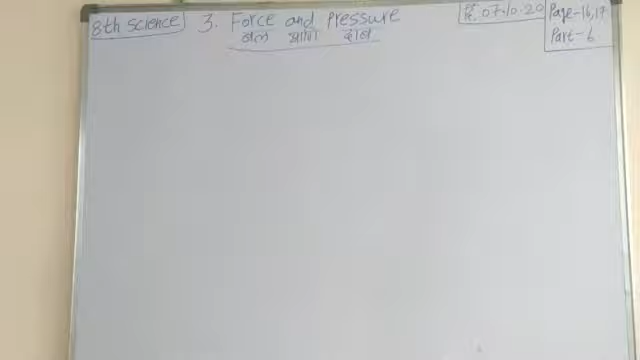 8th science 3. Force and Pressure 07.10.20 Page-16,17
बल आणि दाब Part-6